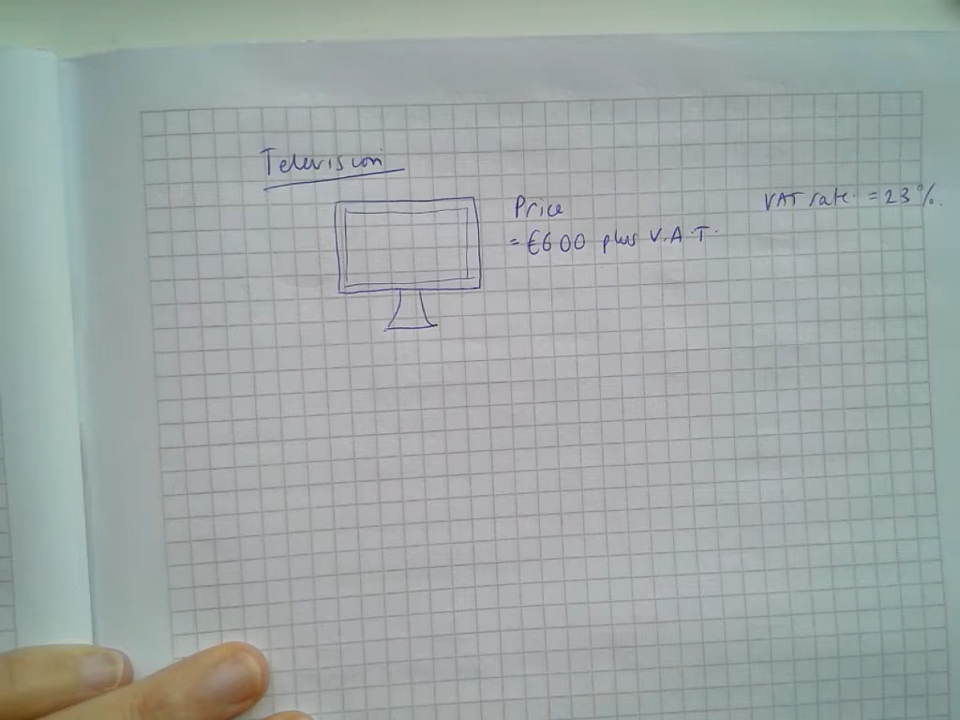 Television
Price
= €600 plus V.A.T.
VAT rate. = 23%.